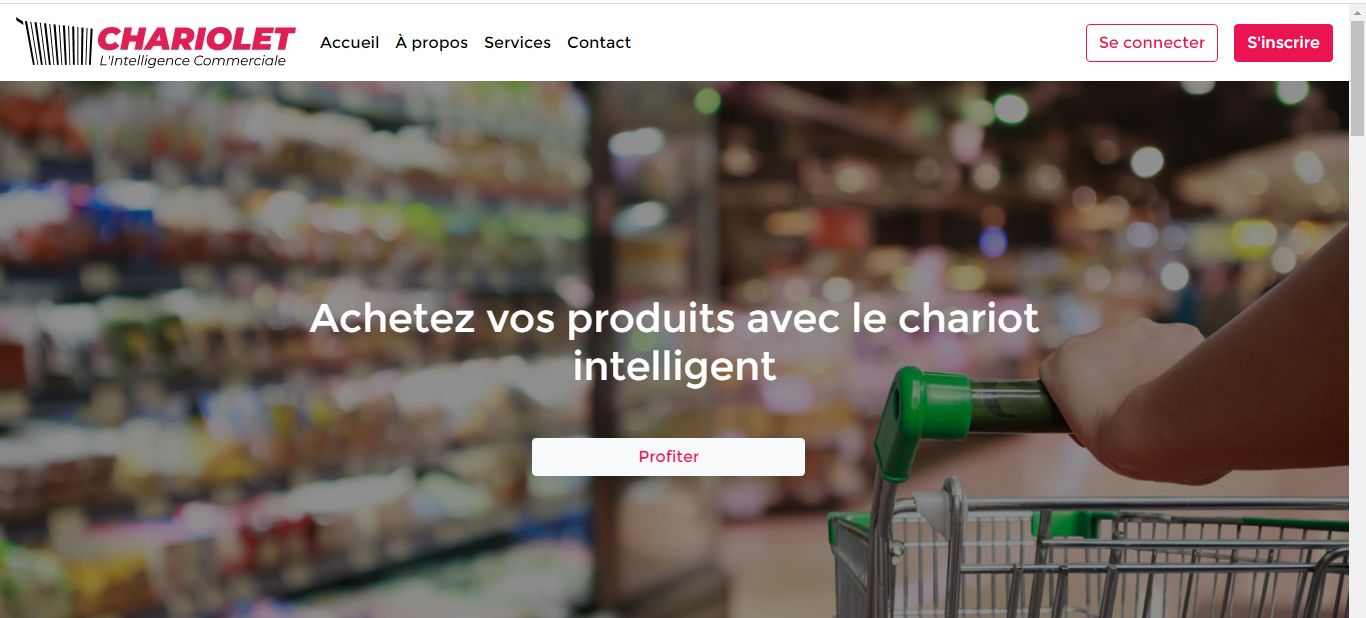 CHARIOLET
L'Intelligence Commerciale
Accueil
À propos
Services
Contact
Se connecter
S'inscrire
Achetez vos produits avec le chariot
intelligent
Profiter